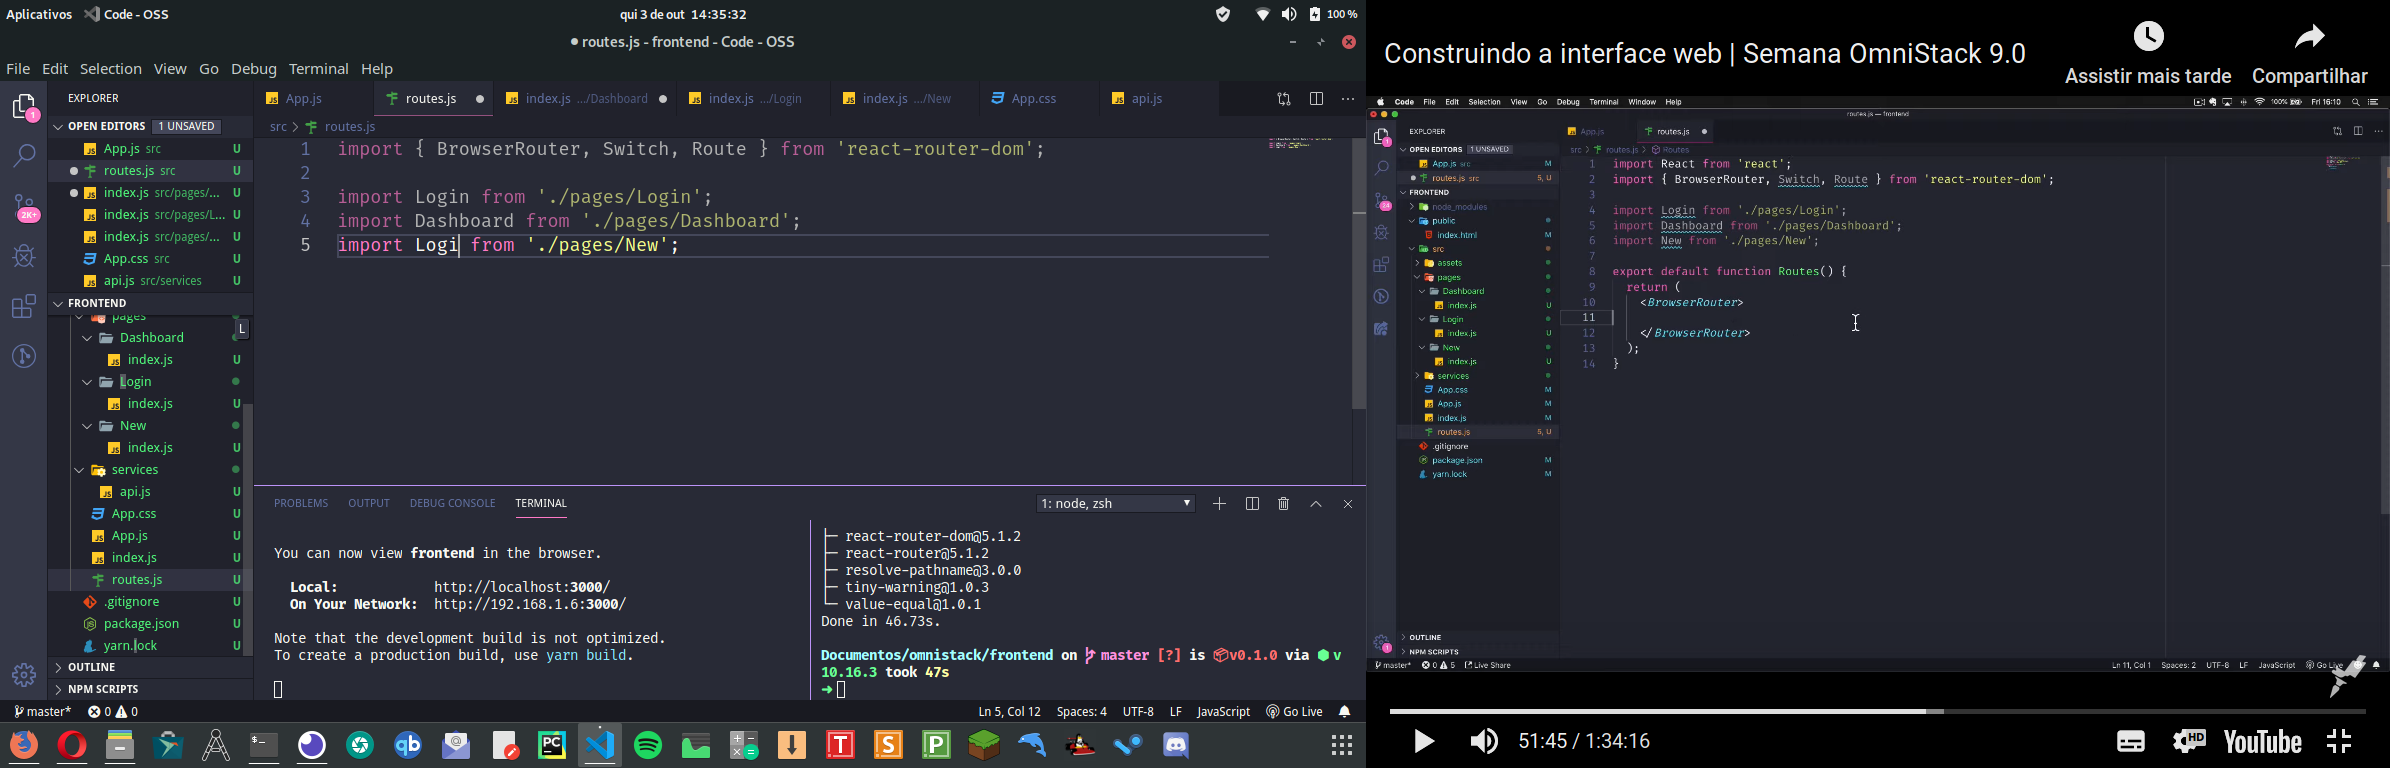 Aplicativos Code - OSS qui 3 de out 14:35:32 100 %
routes.js - frontend - Code - OSS
File Edit Selection View Go Debug Terminal Help
EXPLORER
OPEN EDITORS 1 UNSAVED
App.js src U
routes.js src U
index.js src/pages/... U
index.js src/pages/L... U
index.js src/pages/... U
App.css src U
api.js src/services U
FRONTEND
pages
Dashboard
index.js U
Login
index.js U
New
index.js U
services
api.js U
App.css U
App.js U
index.js U
routes.js U
.gitignore U
package.json U
yarn.lock U
OUTLINE
NPM SCRIPTS
1
2K+
L
App.js routes.js index.js .../Dashboard index.js .../Login index.js .../New App.css api.js
src > routes.js
1 import { BrowserRouter, Switch, Route } from 'react-router-dom';
2
3 import Login from './pages/Login';
4 import Dashboard from './pages/Dashboard';
5 import Logi from './pages/New';
PROBLEMS OUTPUT DEBUG CONSOLE TERMINAL 1: node, zsh
You can now view frontend in the browser.
Local: http://localhost:3000/
On Your Network: http://192.168.1.6:3000/
Note that the development build is not optimized.
To create a production build, use yarn build.
├─ react-router-dom@5.1.2
├─ react-router@5.1.2
├─ resolve-pathname@3.0.0
├─ tiny-warning@1.0.3
└─ value-equal@1.0.1
Done in 46.73s.
Documentos/omnistack/frontend on master [?] is v0.1.0 via v
10.16.3 took 47s
➜
master* 0 0 Ln 5, Col 12 Spaces: 4 UTF-8 LF JavaScript Go Live
qb PC T S P
Construindo a interface web | Semana OmniStack 9.0
Assistir mais tarde Compartilhar
Code File Edit Selection View Go Debug Terminal Window Help 100% Fri 16:10
routes.js — frontend
EXPLORER
OPEN EDITORS 1 UNSAVED
App.js src M
routes.js src 5, U
FRONTEND
node_modules
public
index.html M
src
assets
pages
Dashboard
index.js U
Login
index.js U
New
index.js U
services
App.css M
App.js M
index.js M
routes.js 5, U
.gitignore
package.json M
yarn.lock M
OUTLINE
NPM SCRIPTS
App.js routes.js
src > routes.js > Routes
1 import React from 'react';
2 import { BrowserRouter, Switch, Route } from 'react-router-dom';
3
4 import Login from './pages/Login';
5 import Dashboard from './pages/Dashboard';
6 import New from './pages/New';
7
8 export default function Routes() {
9 return (
10 <BrowserRouter>
11
12 </BrowserRouter>
13 );
14 }
master* 0 5 Live Share Ln 11, Col 1 Spaces: 2 UTF-8 LF JavaScript Go Live
51:45 / 1:34:16 HD YouTube